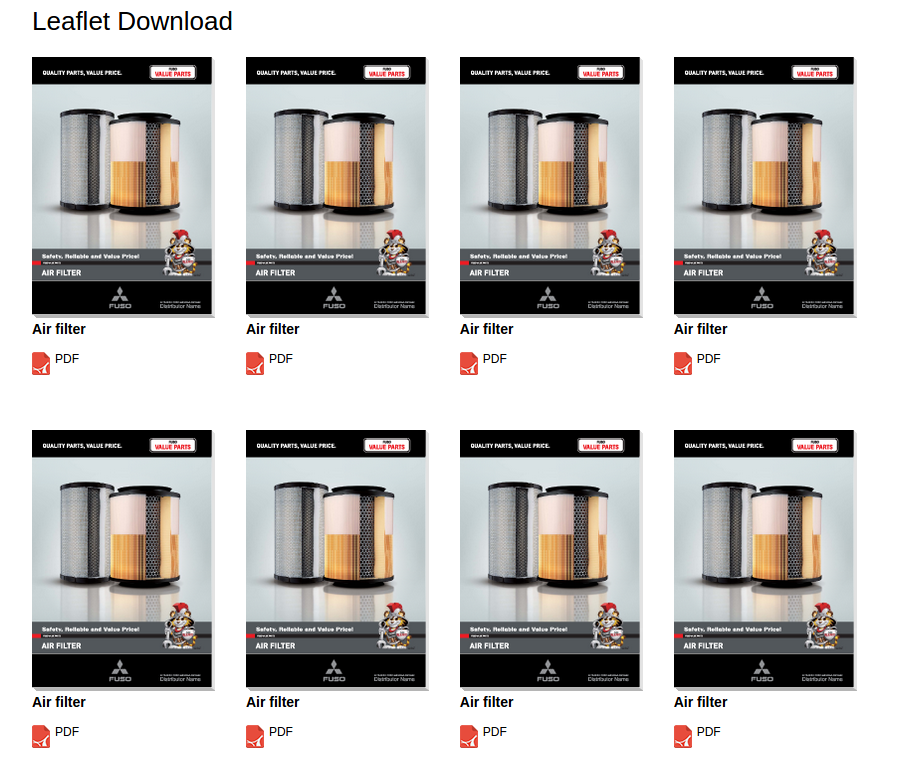 Leaflet Download
QUALITY PARTS, VALUE PRICE.
FUSO
VALUE PARTS
Safety, Reliable and Value Price!
AIR FILTER
FUSO
Distributor Name
QUALITY PARTS, VALUE PRICE.
FUSO
VALUE PARTS
Safety, Reliable and Value Price!
AIR FILTER
FUSO
Distributor Name
QUALITY PARTS, VALUE PRICE.
FUSO
VALUE PARTS
Safety, Reliable and Value Price!
AIR FILTER
FUSO
Distributor Name
QUALITY PARTS, VALUE PRICE.
FUSO
VALUE PARTS
Safety, Reliable and Value Price!
AIR FILTER
FUSO
Distributor Name
Air filter
Air filter
Air filter
Air filter
PDF
PDF
PDF
PDF
QUALITY PARTS, VALUE PRICE.
FUSO
VALUE PARTS
Safety, Reliable and Value Price!
AIR FILTER
FUSO
Distributor Name
QUALITY PARTS, VALUE PRICE.
FUSO
VALUE PARTS
Safety, Reliable and Value Price!
AIR FILTER
FUSO
Distributor Name
QUALITY PARTS, VALUE PRICE.
FUSO
VALUE PARTS
Safety, Reliable and Value Price!
AIR FILTER
FUSO
Distributor Name
QUALITY PARTS, VALUE PRICE.
FUSO
VALUE PARTS
Safety, Reliable and Value Price!
AIR FILTER
FUSO
Distributor Name
Air filter
Air filter
Air filter
Air filter
PDF
PDF
PDF
PDF